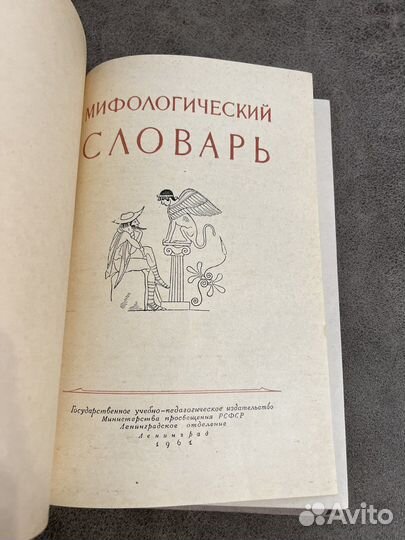 МИФОЛОГИЧЕСКИЙ
СЛОВАРЬ
Государственное учебно-педагогическое издательство
Министерства просвещения РСФСР
Ленинградское отделение
Ленинград
1961
Avito